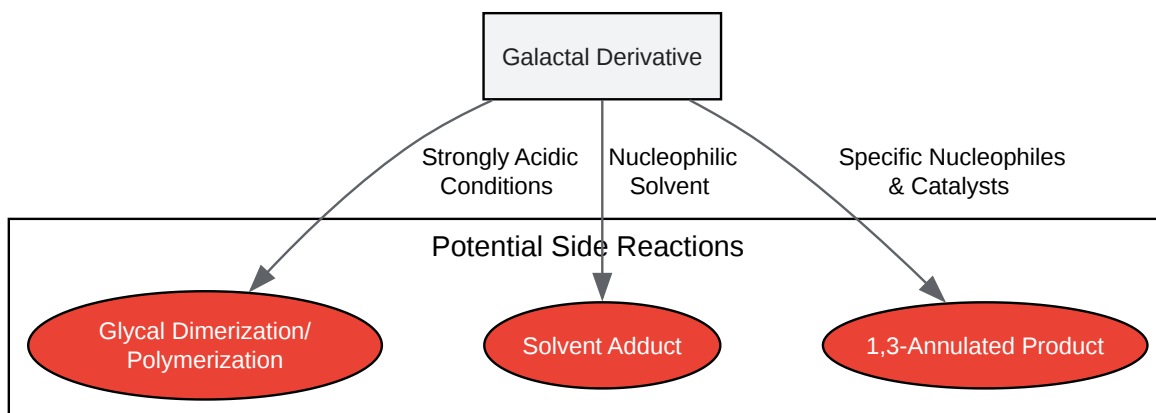 Galactal Derivative
Strongly Acidic
Conditions
Nucleophilic
Solvent
Specific Nucleophiles
& Catalysts
Potential Side Reactions
Glycal Dimerization/
Polymerization
Solvent Adduct
1,3-Annulated Product